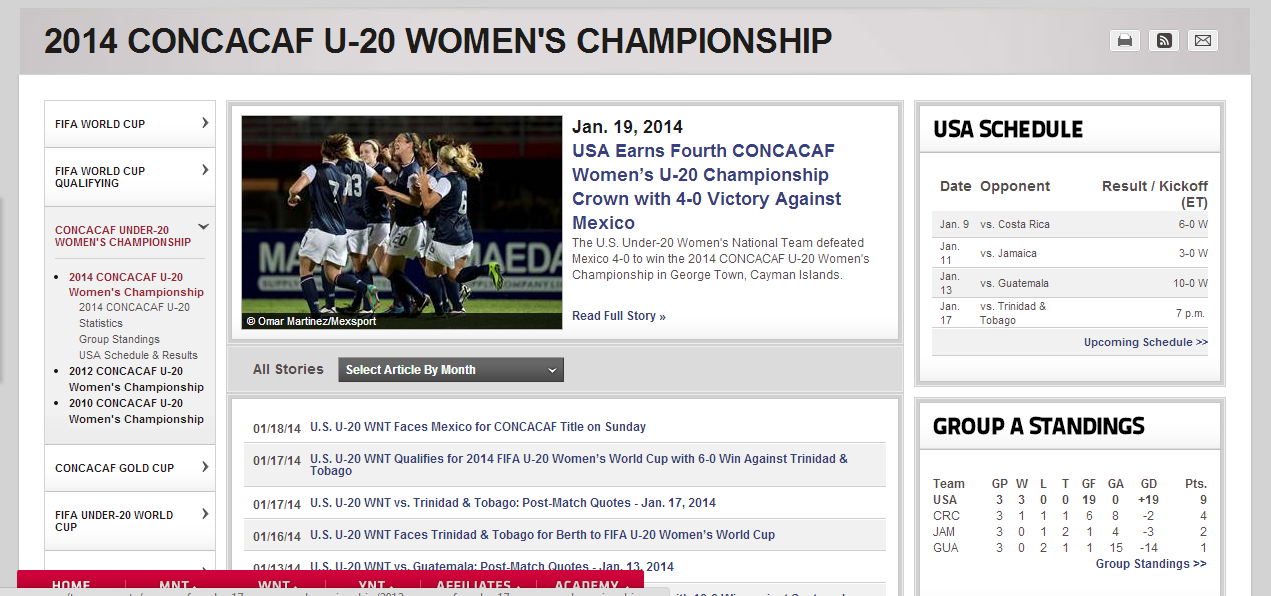 2014 CONCACAF U-20 WOMEN'S CHAMPIONSHIP
FIFA WORLD CUP
FIFA WORLD CUP
QUALIFYING
CONCACAF UNDER-20
WOMEN'S CHAMPIONSHIP
2014 CONCACAF U-20
Women's Championship
2014 CONCACAF U-20
Statistics
Group Standings
USA Schedule & Results
2012 CONCACAF U-20
Women's Championship
2010 CONCACAF U-20
Women's Championship
CONCACAF GOLD CUP
FIFA UNDER-20 WORLD
CUP
7
13
20
6
© Omar Martinez/Mexsport
Jan. 19, 2014
USA Earns Fourth CONCACAF
Women's U-20 Championship
Crown with 4-0 Victory Against
Mexico
The U.S. Under-20 Women's National Team defeated
Mexico 4-0 to win the 2014 CONCACAF U-20 Women's
Championship in George Town, Cayman Islands.
Read Full Story »
All Stories Select Article By Month
01/18/14 U.S. U-20 WNT Faces Mexico for CONCACAF Title on Sunday
01/17/14 U.S. U-20 WNT Qualifies for 2014 FIFA U-20 Women's World Cup with 6-0 Win Against Trinidad &
Tobago
01/17/14 U.S. U-20 WNT vs. Trinidad & Tobago: Post-Match Quotes - Jan. 17, 2014
01/16/14 U.S. U-20 WNT Faces Trinidad & Tobago for Berth to FIFA U-20 Women's World Cup
01/13/14 U.S. U-20 WNT vs. Guatemala: Post-Match Quotes - Jan. 13, 2014
USA SCHEDULE
Date Opponent Result / Kickoff
(ET)
Jan. 9 vs. Costa Rica 6-0 W
Jan.
11 vs. Jamaica 3-0 W
Jan.
13 vs. Guatemala 10-0 W
Jan.
17 vs. Trinidad &
Tobago 7 p.m.
Upcoming Schedule >>
GROUP A STANDINGS
Team GP W L T GF GA GD Pts.
USA 3 3 0 0 19 0 +19 9
CRC 3 1 1 1 6 8 -2 4
JAM 3 0 1 2 1 4 -3 2
GUA 3 0 2 1 1 15 -14 1
Group Standings >>
HOME MNT WNT YNT AFFILIATES ACADEMY